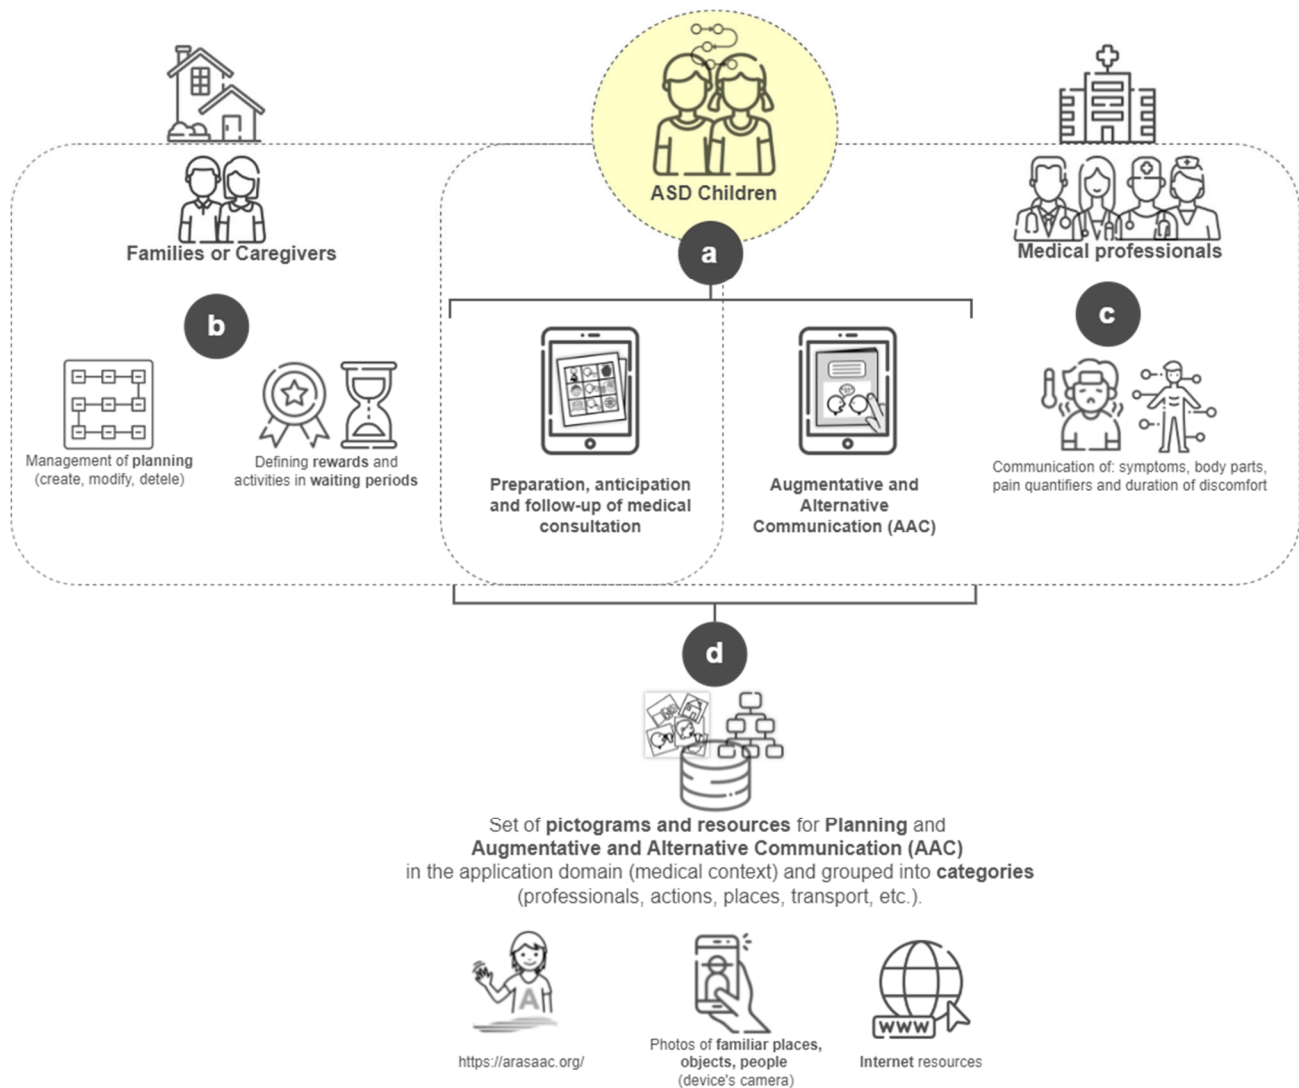 ASD Children
a
Families or Caregivers
b
Management of planning
(create, modify, detele)
Defining rewards and
activities in waiting periods
Preparation, anticipation
and follow-up of medical
consultation
Augmentative and
Alternative
Communication (AAC)
Medical professionals
c
Communication of: symptoms, body parts,
pain quantifiers and duration of discomfort
d
Set of pictograms and resources for Planning and
Augmentative and Alternative Communication (AAC)
in the application domain (medical context) and grouped into categories
(professionals, actions, places, transport, etc.).
A
https://arasaac.org/
Photos of familiar places,
objects, people
(device's camera)
WWW
Internet resources